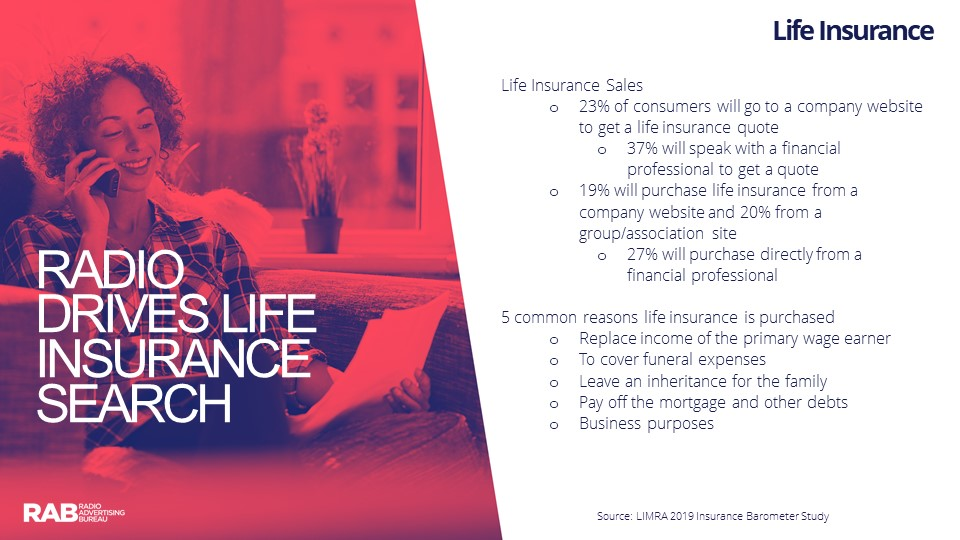 Life Insurance
Life Insurance Sales
o 23% of consumers will go to a company website
to get a life insurance quote
o 37% will speak with a financial
professional to get a quote
o 19% will purchase life insurance from a
company website and 20% from a
group/association site
o 27% will purchase directly from a
financial professional
5 common reasons life insurance is purchased
o Replace income of the primary wage earner
o To cover funeral expenses
o Leave an inheritance for the family
o Pay off the mortgage and other debts
o Business purposes
RADIO
DRIVES LIFE
INSURANCE
SEARCH
RAB RADIO
ADVERTISING
BUREAU
Source: LIMRA 2019 Insurance Barometer Study